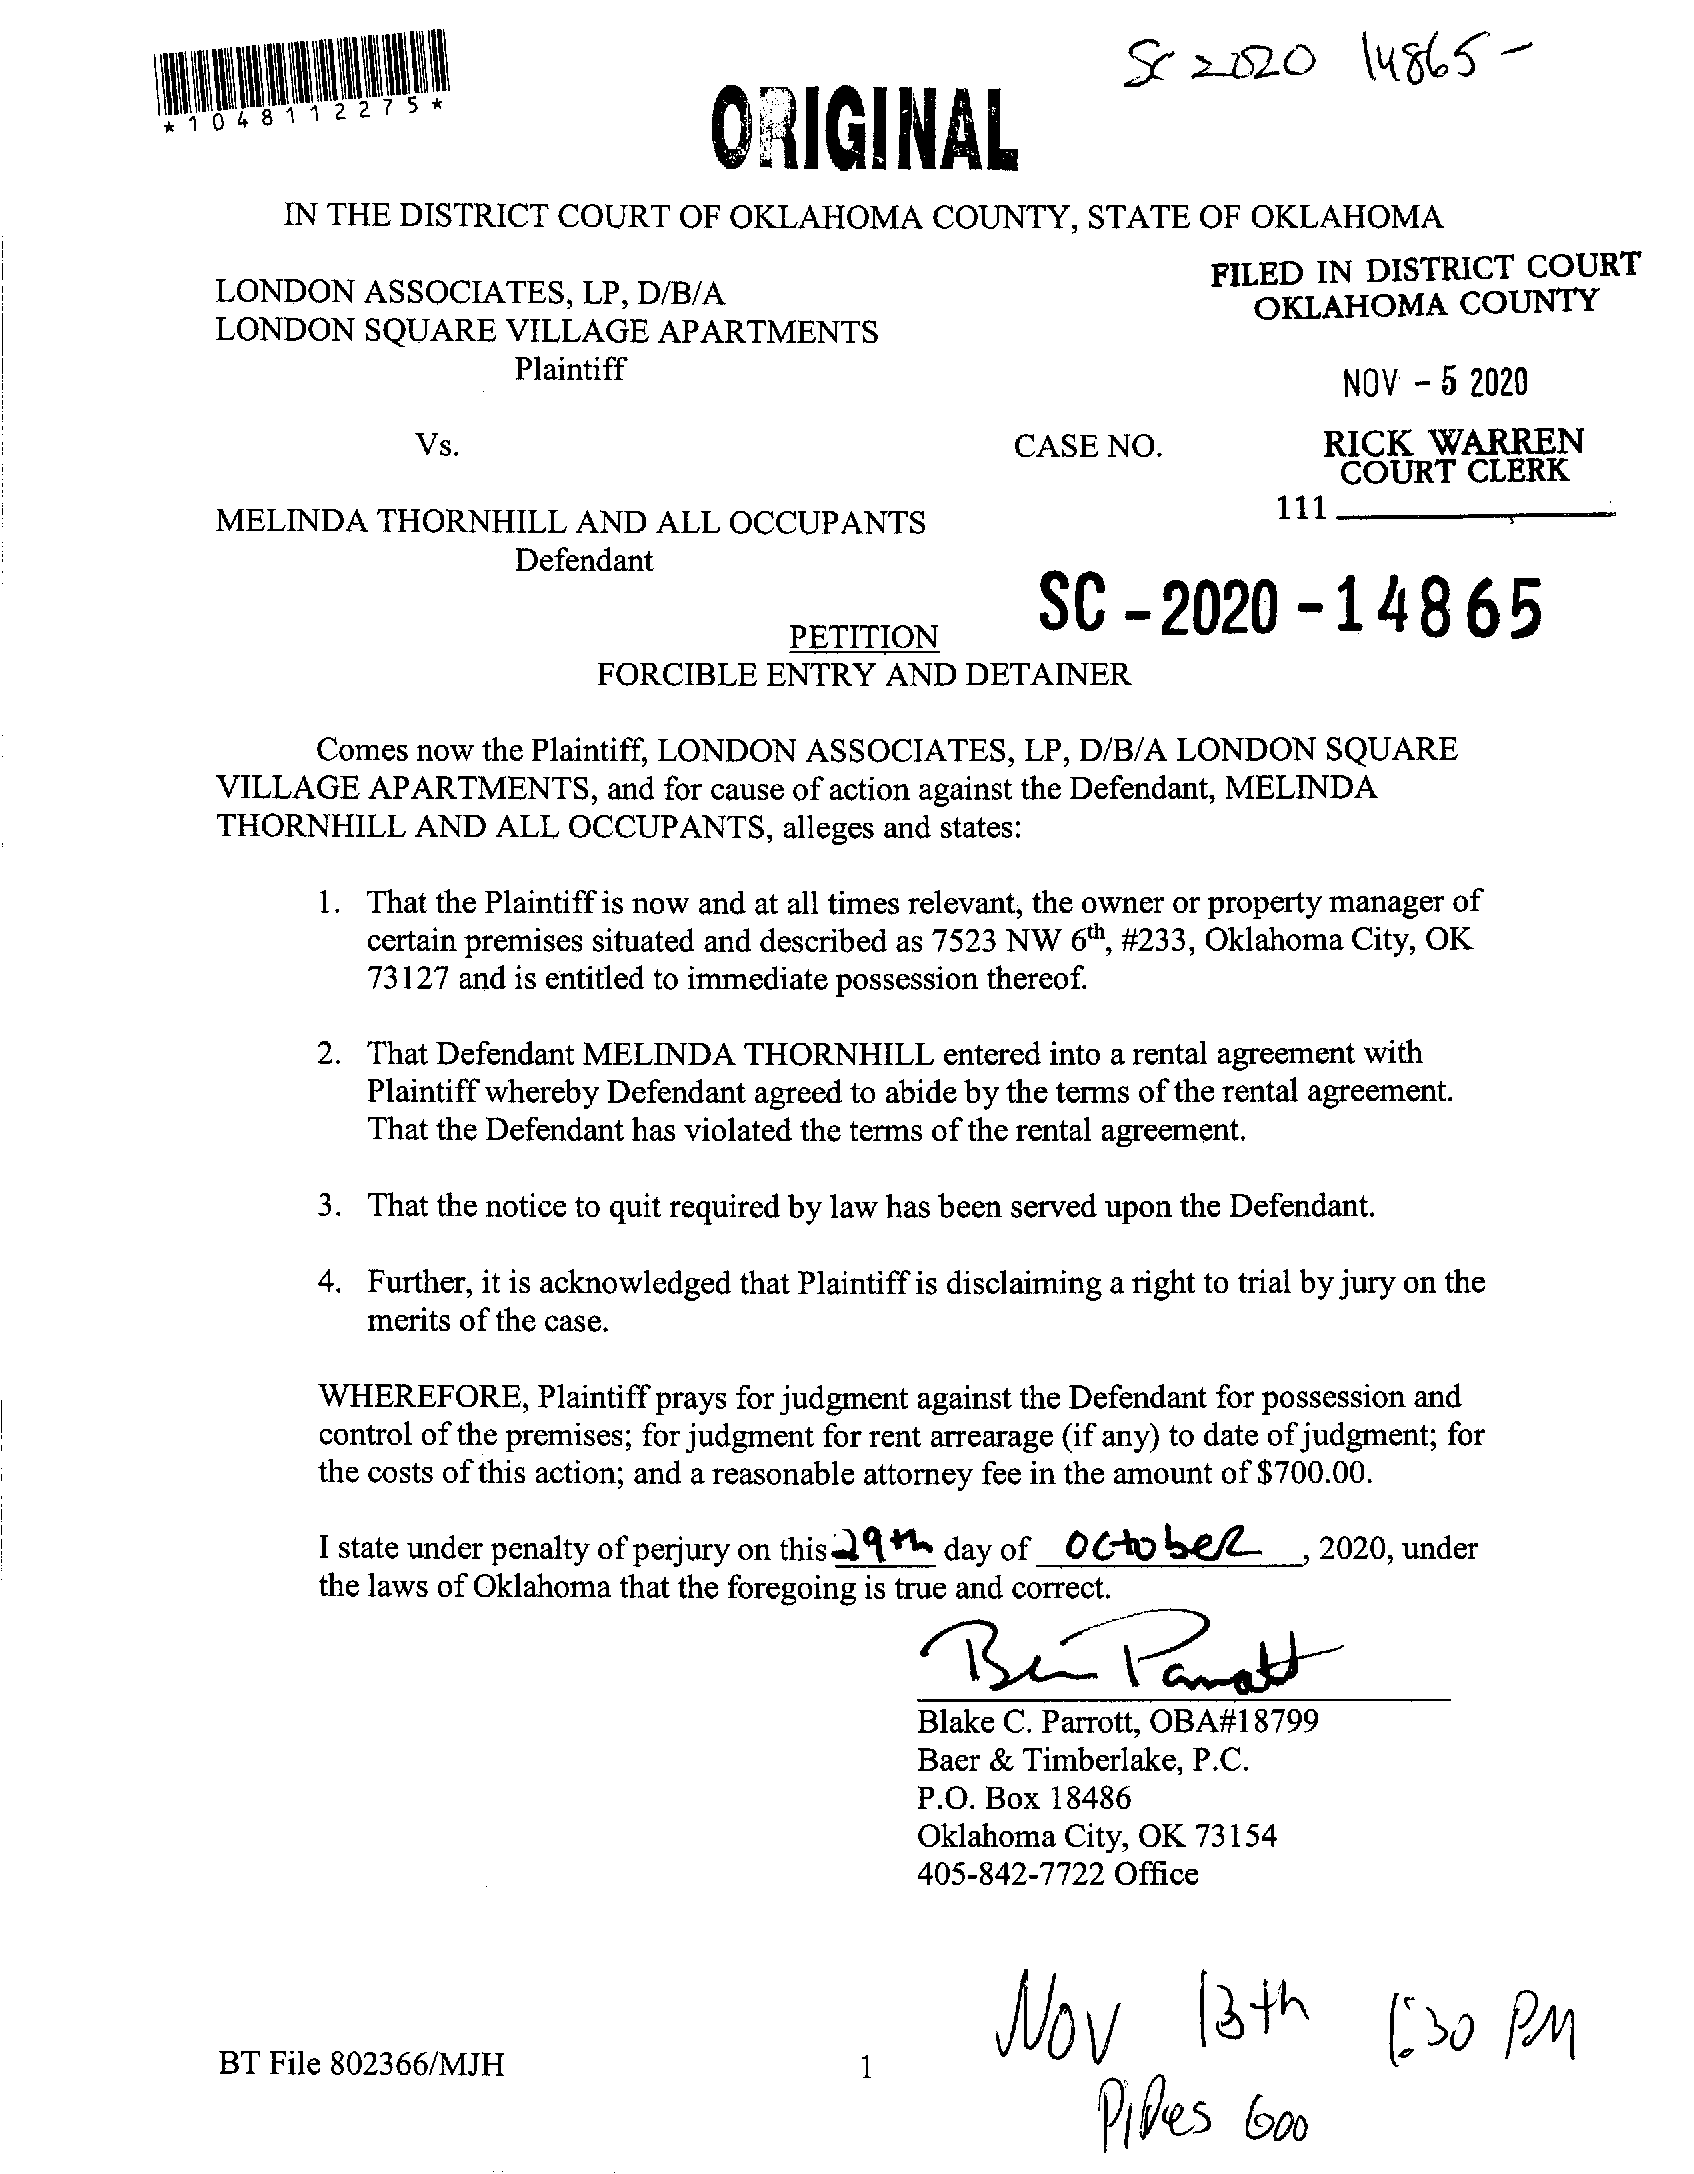 SC 2020 14865-
*1048112275*
ORIGINAL
IN THE DISTRICT COURT OF OKLAHOMA COUNTY, STATE OF OKLAHOMA
FILED IN DISTRICT COURT
OKLAHOMA COUNTY
LONDON ASSOCIATES, LP, D/B/A
LONDON SQUARE VILLAGE APARTMENTS
Plaintiff
NOV - 5 2020
Vs.
CASE NO.
RICK WARREN
COURT CLERK
111
MELINDA THORNHILL AND ALL OCCUPANTS
Defendant
SC - 2020 - 14865
PETITION
FORCIBLE ENTRY AND DETAINER
Comes now the Plaintiff, LONDON ASSOCIATES, LP, D/B/A LONDON SQUARE
VILLAGE APARTMENTS, and for cause of action against the Defendant, MELINDA
THORNHILL AND ALL OCCUPANTS, alleges and states:
1. That the Plaintiff is now and at all times relevant, the owner or property manager of
certain premises situated and described as 7523 NW 6th, #233, Oklahoma City, OK
73127 and is entitled to immediate possession thereof.
2. That Defendant MELINDA THORNHILL entered into a rental agreement with
Plaintiff whereby Defendant agreed to abide by the terms of the rental agreement.
That the Defendant has violated the terms of the rental agreement.
3. That the notice to quit required by law has been served upon the Defendant.
4. Further, it is acknowledged that Plaintiff is disclaiming a right to trial by jury on the
merits of the case.
WHEREFORE, Plaintiff prays for judgment against the Defendant for possession and
control of the premises; for judgment for rent arrearage (if any) to date of judgment; for
the costs of this action; and a reasonable attorney fee in the amount of $700.00.
I state under penalty of perjury on this 29th day of October, 2020, under
the laws of Oklahoma that the foregoing is true and correct.
Blake C. Parrott, OBA#18799
Baer & Timberlake, P.C.
P.O. Box 18486
Oklahoma City, OK 73154
405-842-7722 Office
Nov 13th 1:30 PM
BT File 802366/MJH
1
600